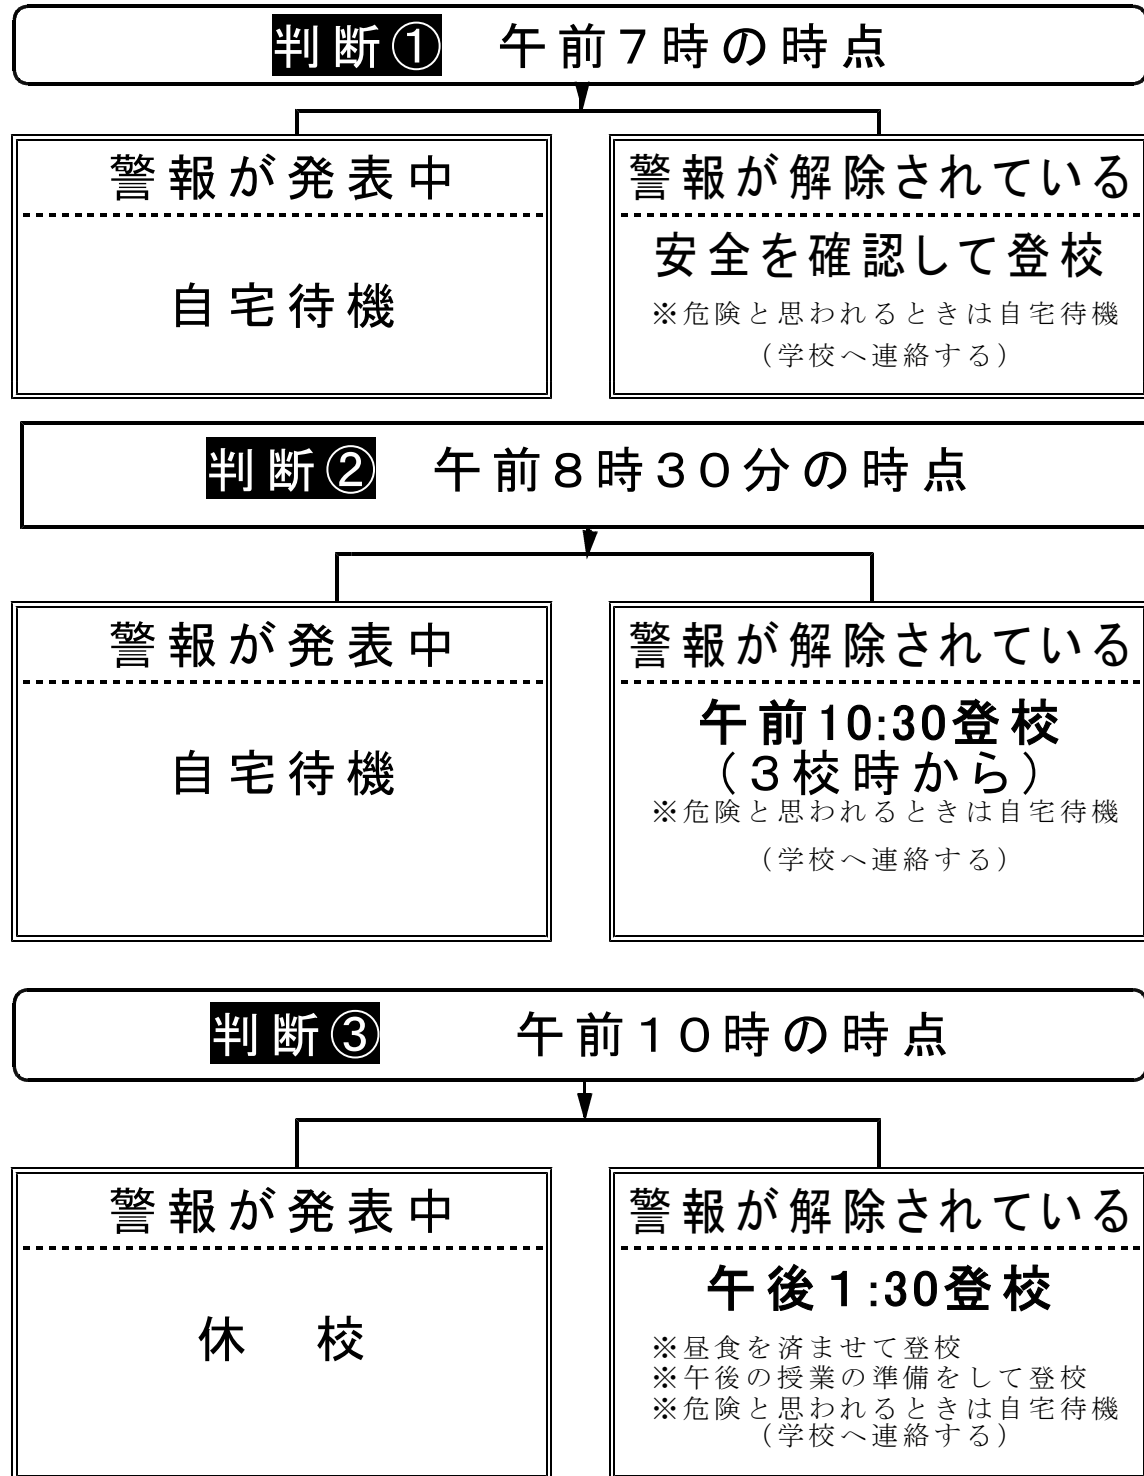 判断① 午前７時の時点
警報が発表中
自宅待機
警報が解除されている
安全を確認して登校
※危険と思われるときは自宅待機
（学校へ連絡する）
判断② 午前８時３０分の時点
警報が発表中
自宅待機
警報が解除されている
午前10:30登校
（３校時から）
※危険と思われるときは自宅待機
（学校へ連絡する）
判断③ 午前１０時の時点
警報が発表中
休　校
警報が解除されている
午後１:30登校
※昼食を済ませて登校
※午後の授業の準備をして登校
※危険と思われるときは自宅待機
（学校へ連絡する）